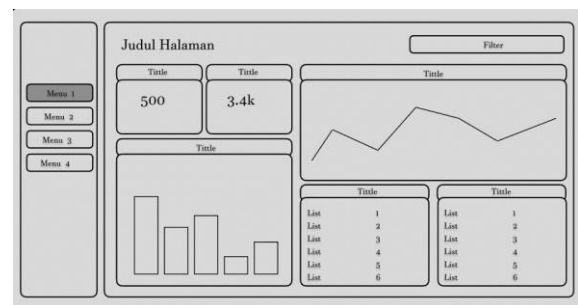 Menu 1
Menu 2
Menu 3
Menu 4
Judul Halaman
Filter
Tittle
500
Tittle
3.4k
Tittle
Tittle
Tittle
List 1
List 2
List 3
List 4
List 5
List 6
Tittle
List 1
List 2
List 3
List 4
List 5
List 6